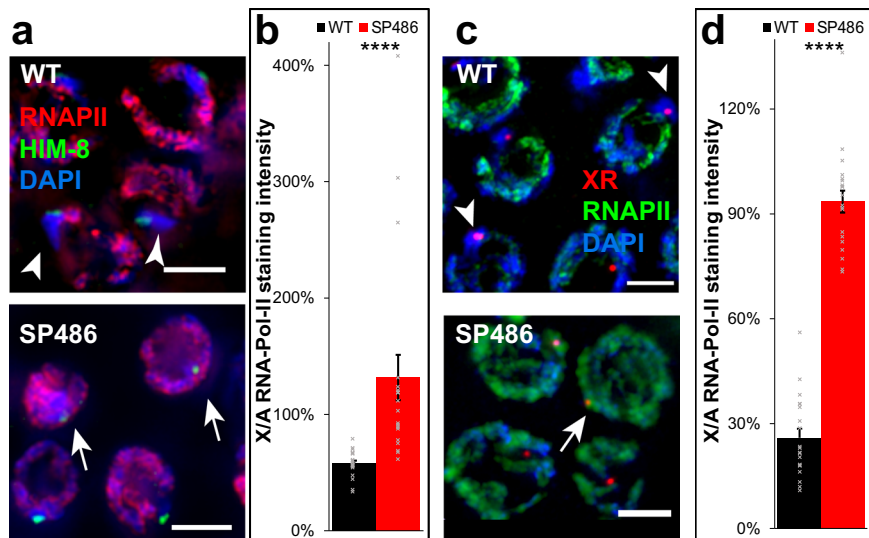 a
WT
RNAPII
HIM-8
DAPI
SP486
b
WT SP486
****
X/A RNA-Pol-II staining intensity
400%
300%
200%
100%
0%
c
WT
XR
RNAPII
DAPI
SP486
d
WT SP486
****
X/A RNA-Pol-II staining intensity
120%
90%
60%
30%
0%